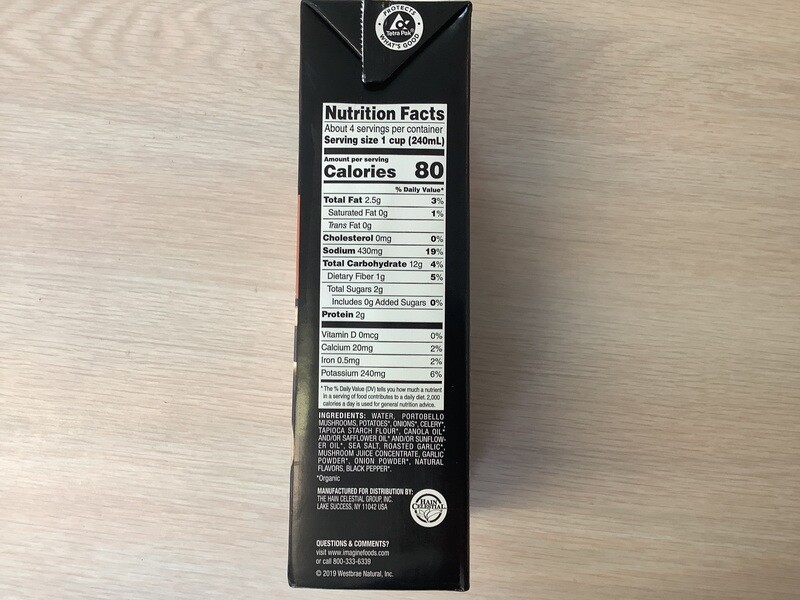 PROTECTS
Tetra Pak
WHAT'S GOOD
Nutrition Facts
About 4 servings per container
Serving size 1 cup (240mL)
Amount per serving
Calories 80
% Daily Value*
Total Fat 2.5g 3%
Saturated Fat 0g 1%
Trans Fat 0g
Cholesterol 0mg 0%
Sodium 430mg 19%
Total Carbohydrate 12g 4%
Dietary Fiber 1g 5%
Total Sugars 2g
Includes 0g Added Sugars 0%
Protein 2g
Vitamin D 0mcg 0%
Calcium 20mg 2%
Iron 0.5mg 2%
Potassium 240mg 6%
*The % Daily Value (DV) tells you how much a nutrient
in a serving of food contributes to a daily diet. 2,000
calories a day is used for general nutrition advice.
INGREDIENTS: WATER, PORTOBELLO
MUSHROOMS, POTATOES*, ONIONS*, CELERY*,
TAPIOCA STARCH FLOUR*, CANOLA OIL*
AND/OR SAFFLOWER OIL* AND/OR SUNFLOW-
ER OIL*, SEA SALT, ROASTED GARLIC*,
MUSHROOM JUICE CONCENTRATE, GARLIC
POWDER*, ONION POWDER*, NATURAL
FLAVORS, BLACK PEPPER*.
*Organic
MANUFACTURED FOR DISTRIBUTION BY:
THE HAIN CELESTIAL GROUP, INC.
LAKE SUCCESS, NY 11042 USA
HAIN
CELESTIAL
QUESTIONS & COMMENTS?
visit www.imaginefoods.com
or call 800-333-6339
© 2019 Westbrae Natural, Inc.